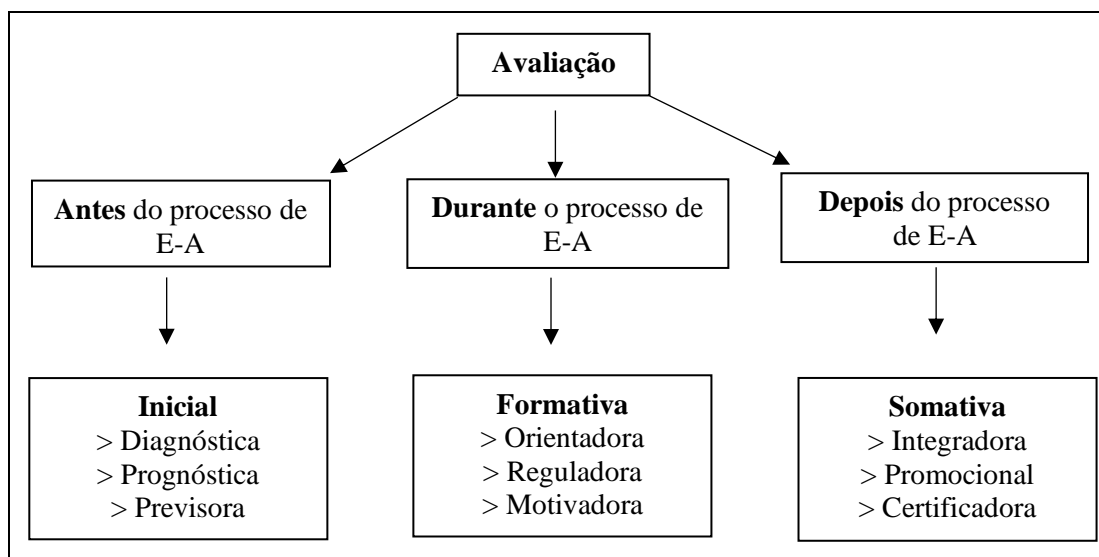 Avaliação
Antes do processo de
E-A
Durante o processo de
E-A
Depois do processo
de E-A
Inicial
> Diagnóstica
> Prognóstica
> Previsora
Formativa
> Orientadora
> Reguladora
> Motivadora
Somativa
> Integradora
> Promocional
> Certificadora